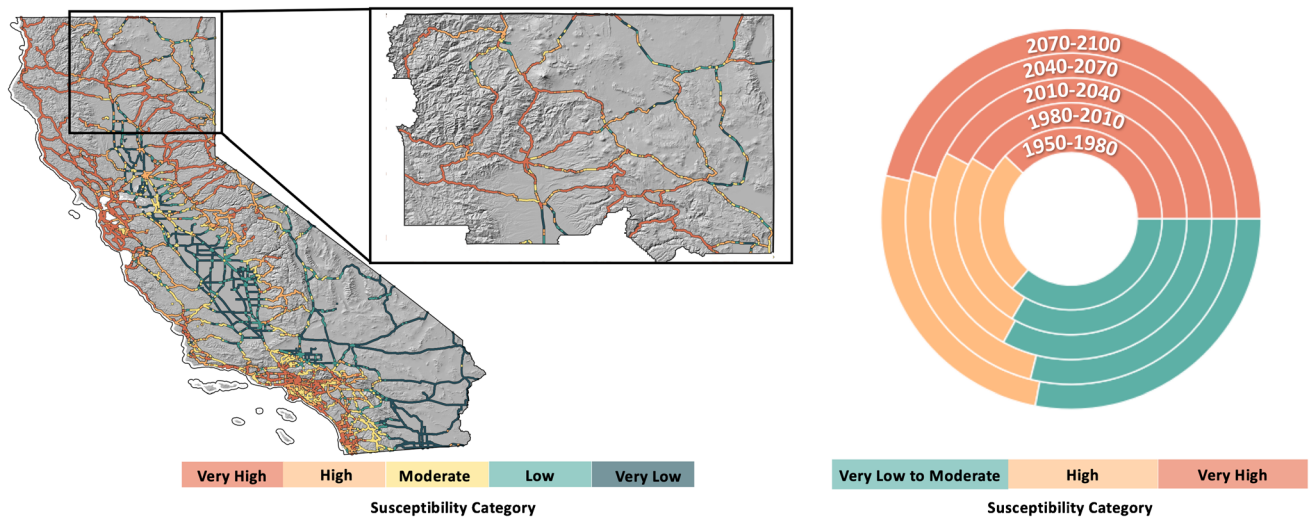 2070-2100
2040-2070
2010-2040
1980-2010
1950-1980
Very High High Moderate Low Very Low
Susceptibility Category
Very Low to Moderate High Very High
Susceptibility Category